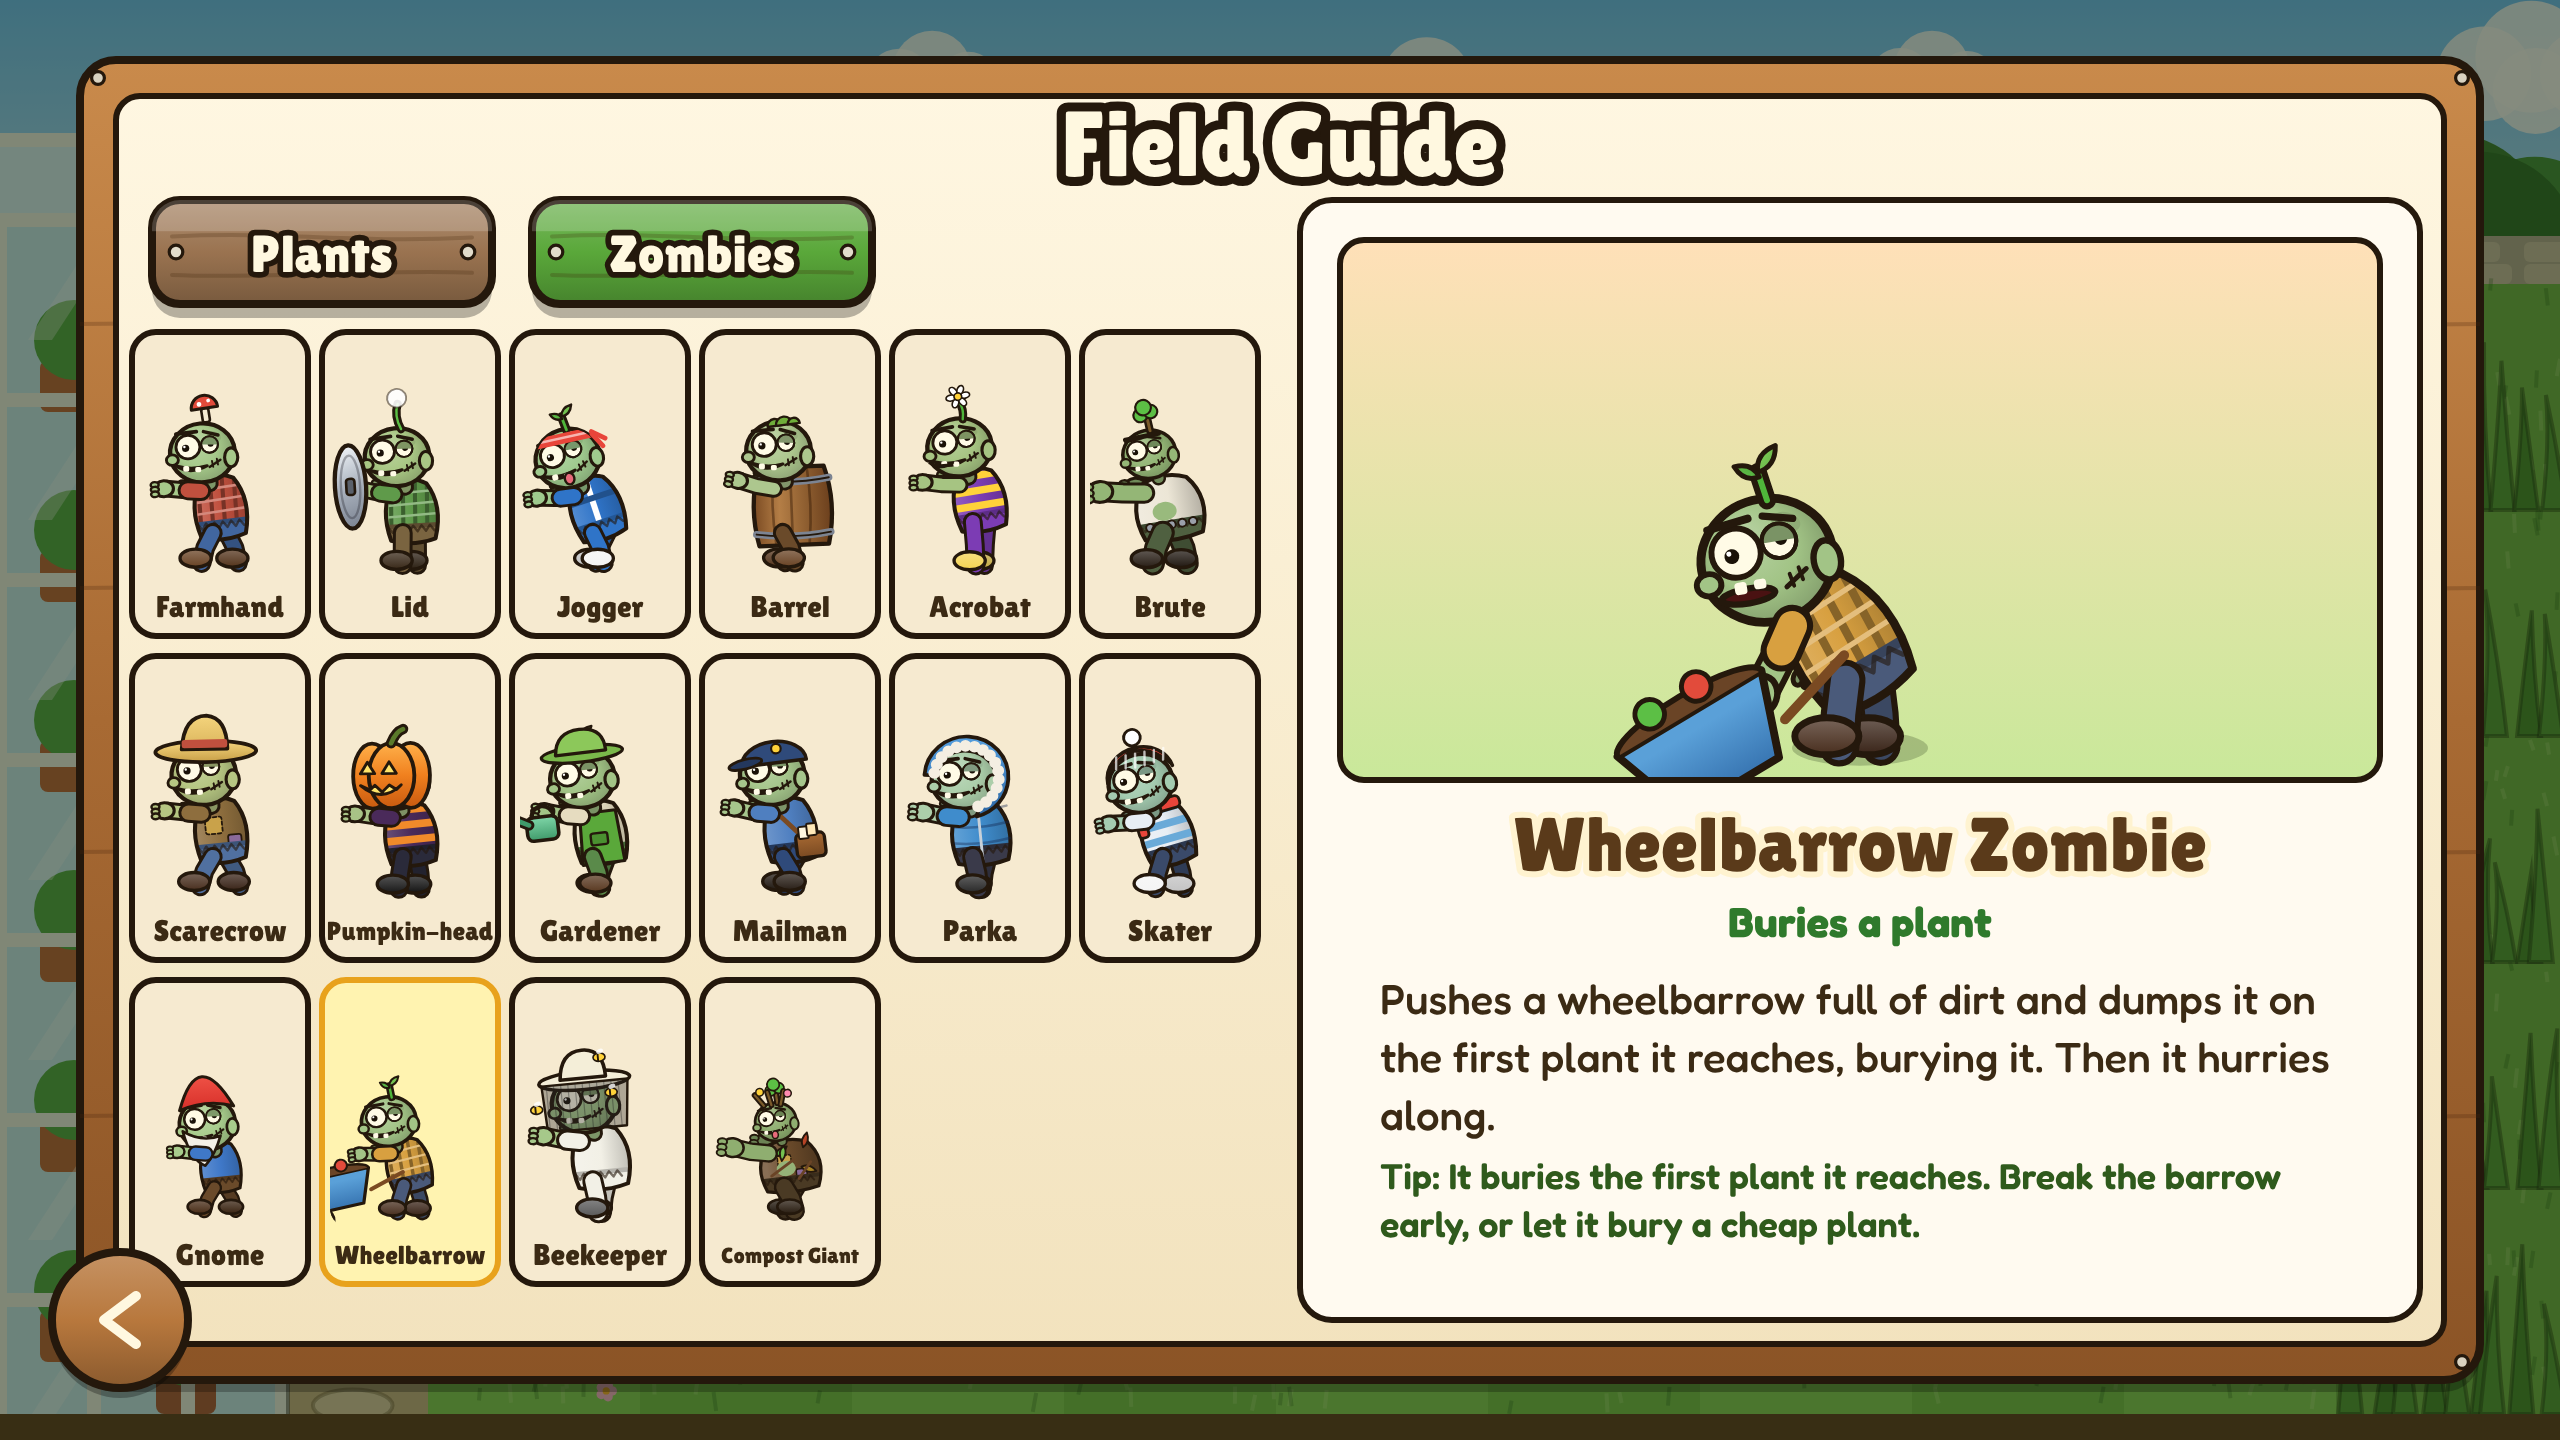 Field Guide
Plants
Zombies
Farmhand
Lid
Jogger
Barrel
Acrobat
Brute
Scarecrow
Pumpkin-head
Gardener
Mailman
Parka
Skater
Gnome
Wheelbarrow
Beekeeper
Compost Giant
Wheelbarrow Zombie
Buries a plant
Pushes a wheelbarrow full of dirt and dumps it on
the first plant it reaches, burying it. Then it hurries
along.
Tip: It buries the first plant it reaches. Break the barrow
early, or let it bury a cheap plant.